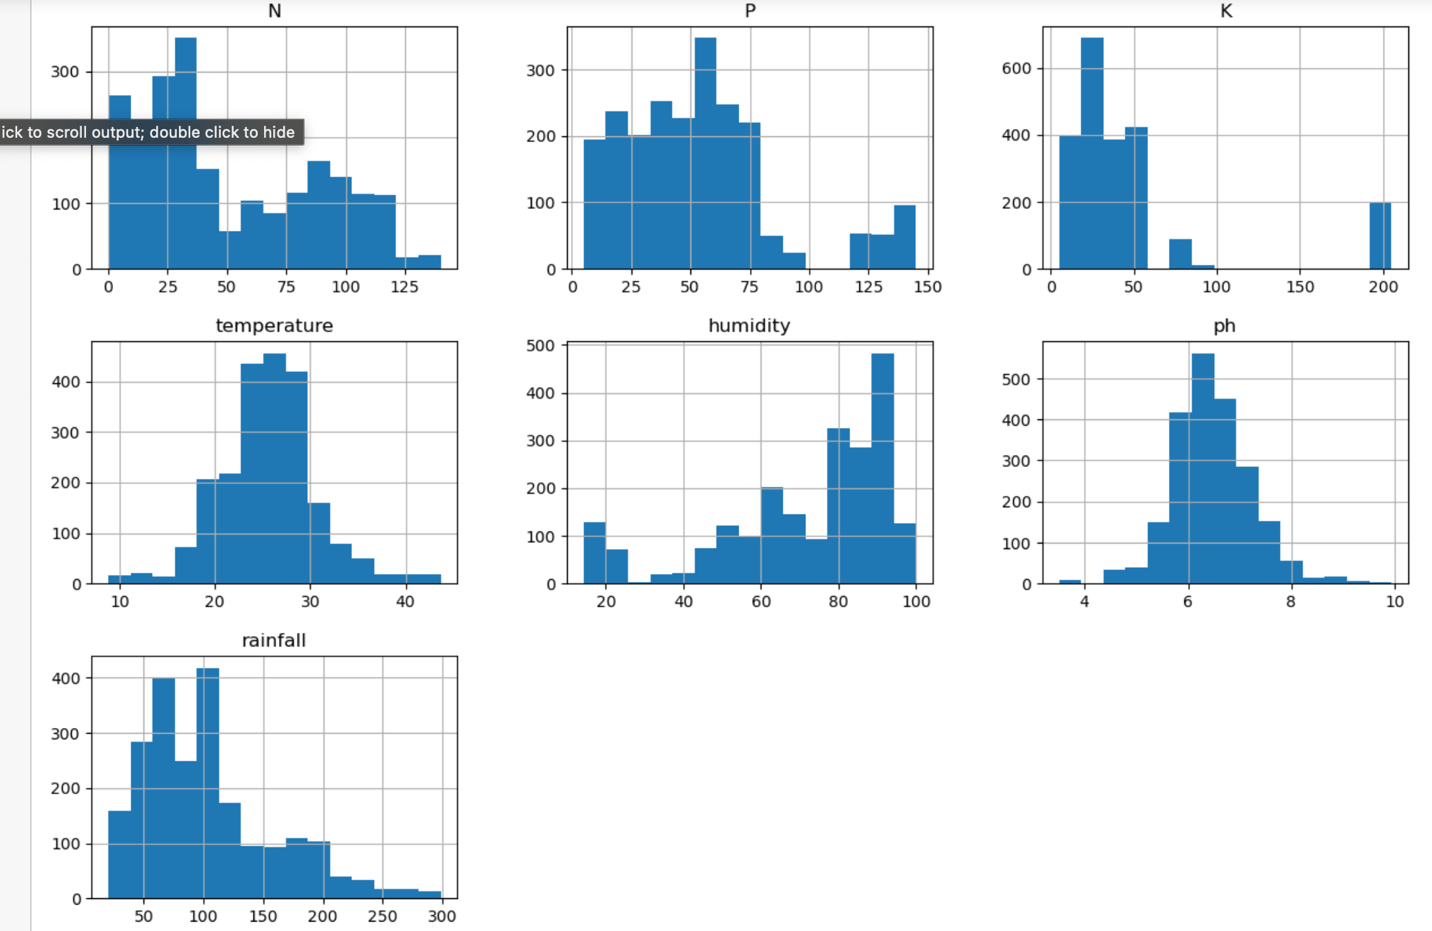 N
300
100
0
0 25 50 75 100 125
P
300
200
100
0
0 25 50 75 100 125 150
K
600
400
200
0
0 50 100 150 200
ick to scroll output; double click to hide
temperature
400
300
200
100
0
10 20 30 40
humidity
500
400
300
200
100
0
20 40 60 80 100
ph
500
400
300
200
100
0
4 6 8 10
rainfall
400
300
200
100
0
50 100 150 200 250 300